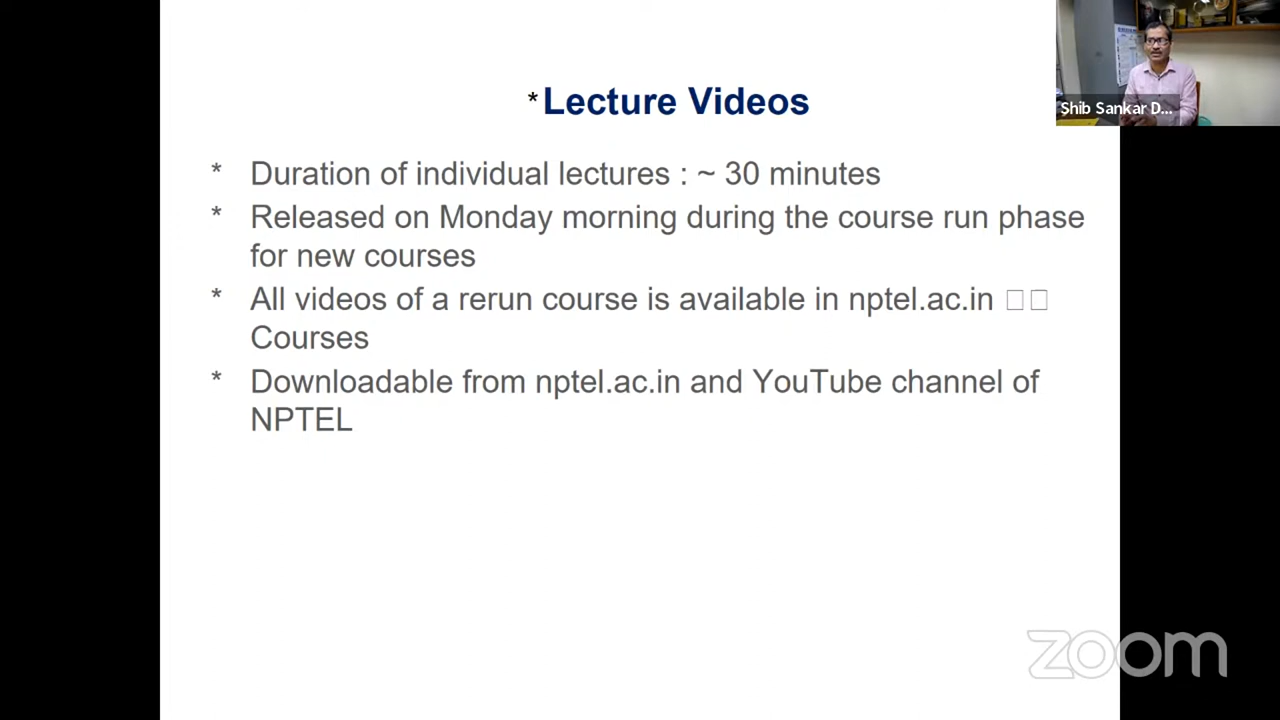 *Lecture Videos
Shib Sankar D...
* Duration of individual lectures : ~ 30 minutes
* Released on Monday morning during the course run phase
for new courses
* All videos of a rerun course is available in nptel.ac.in □□
Courses
* Downloadable from nptel.ac.in and YouTube channel of
NPTEL
zoom